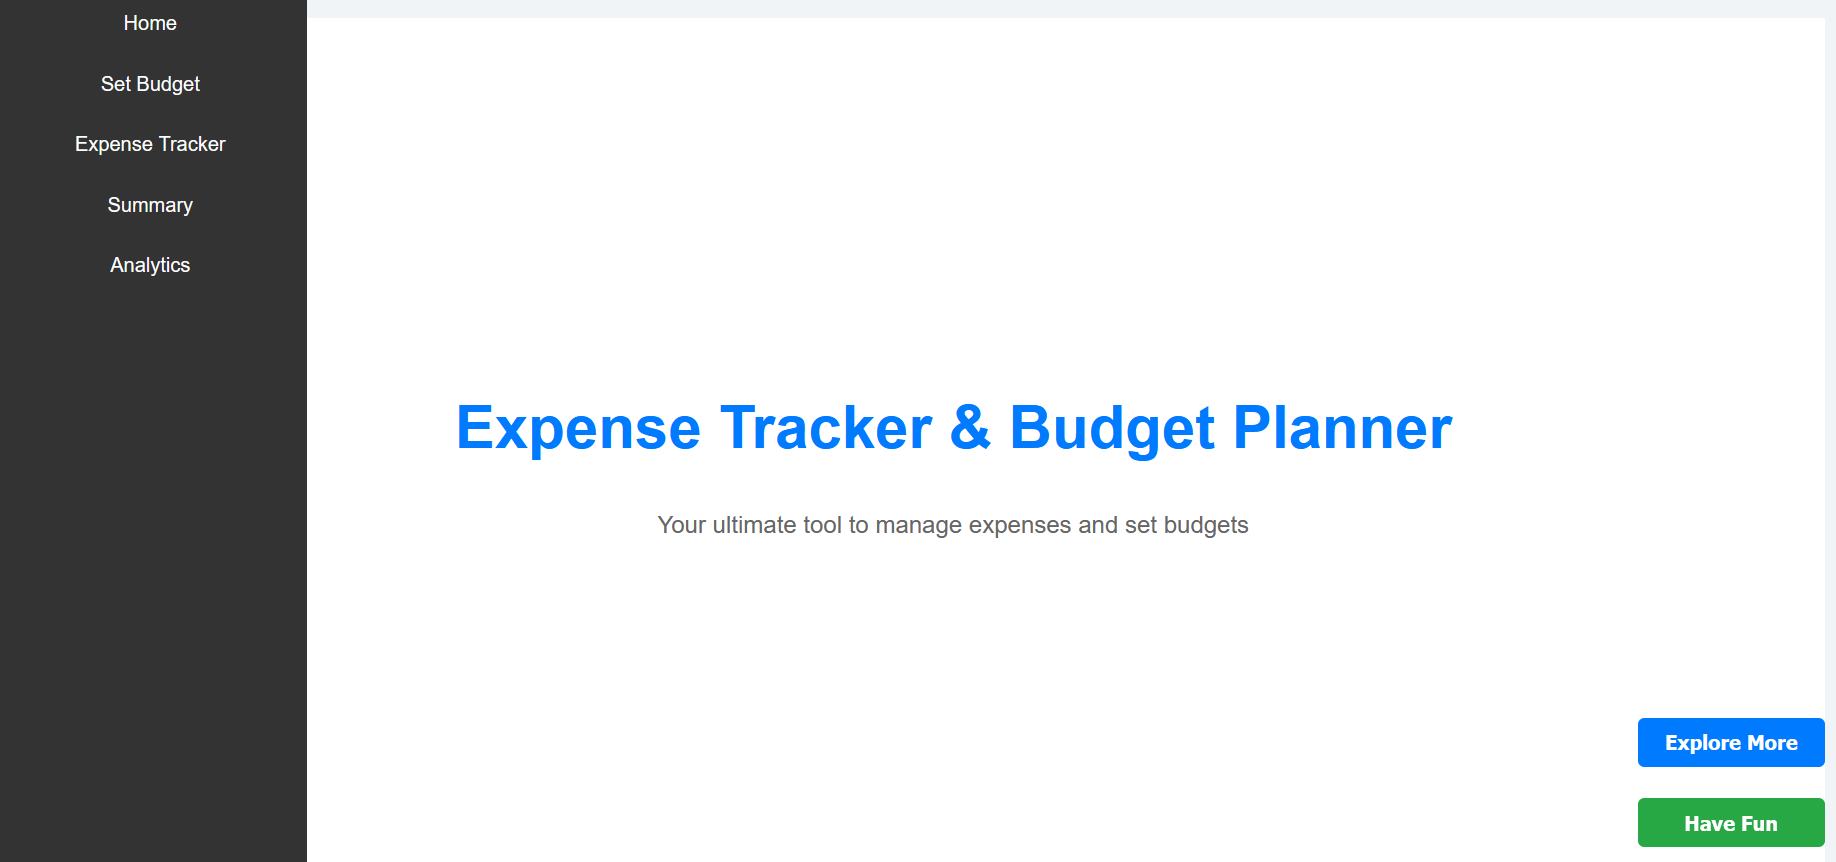 Home
Set Budget
Expense Tracker
Summary
Analytics
Expense Tracker & Budget Planner
Your ultimate tool to manage expenses and set budgets
Explore More
Have Fun